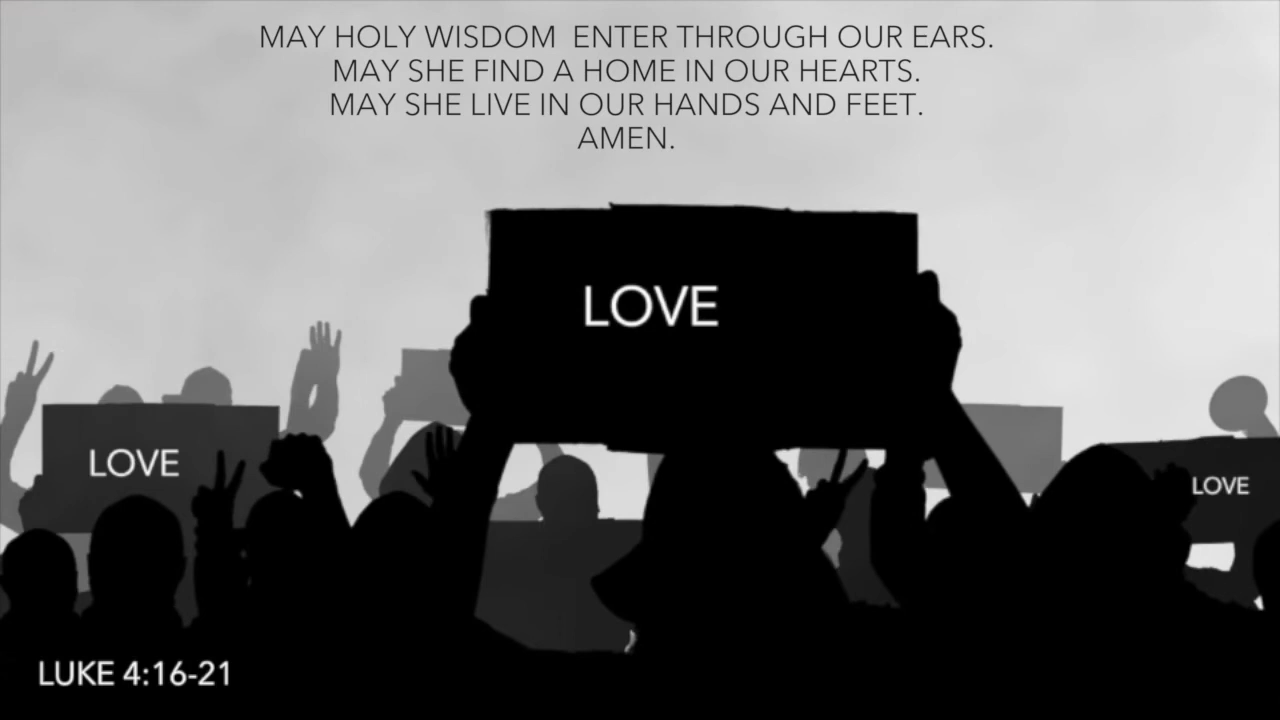 MAY HOLY WISDOM ENTER THROUGH OUR EARS.
MAY SHE FIND A HOME IN OUR HEARTS.
MAY SHE LIVE IN OUR HANDS AND FEET.
AMEN.
LOVE
LOVE
LOVE
LUKE 4:16-21